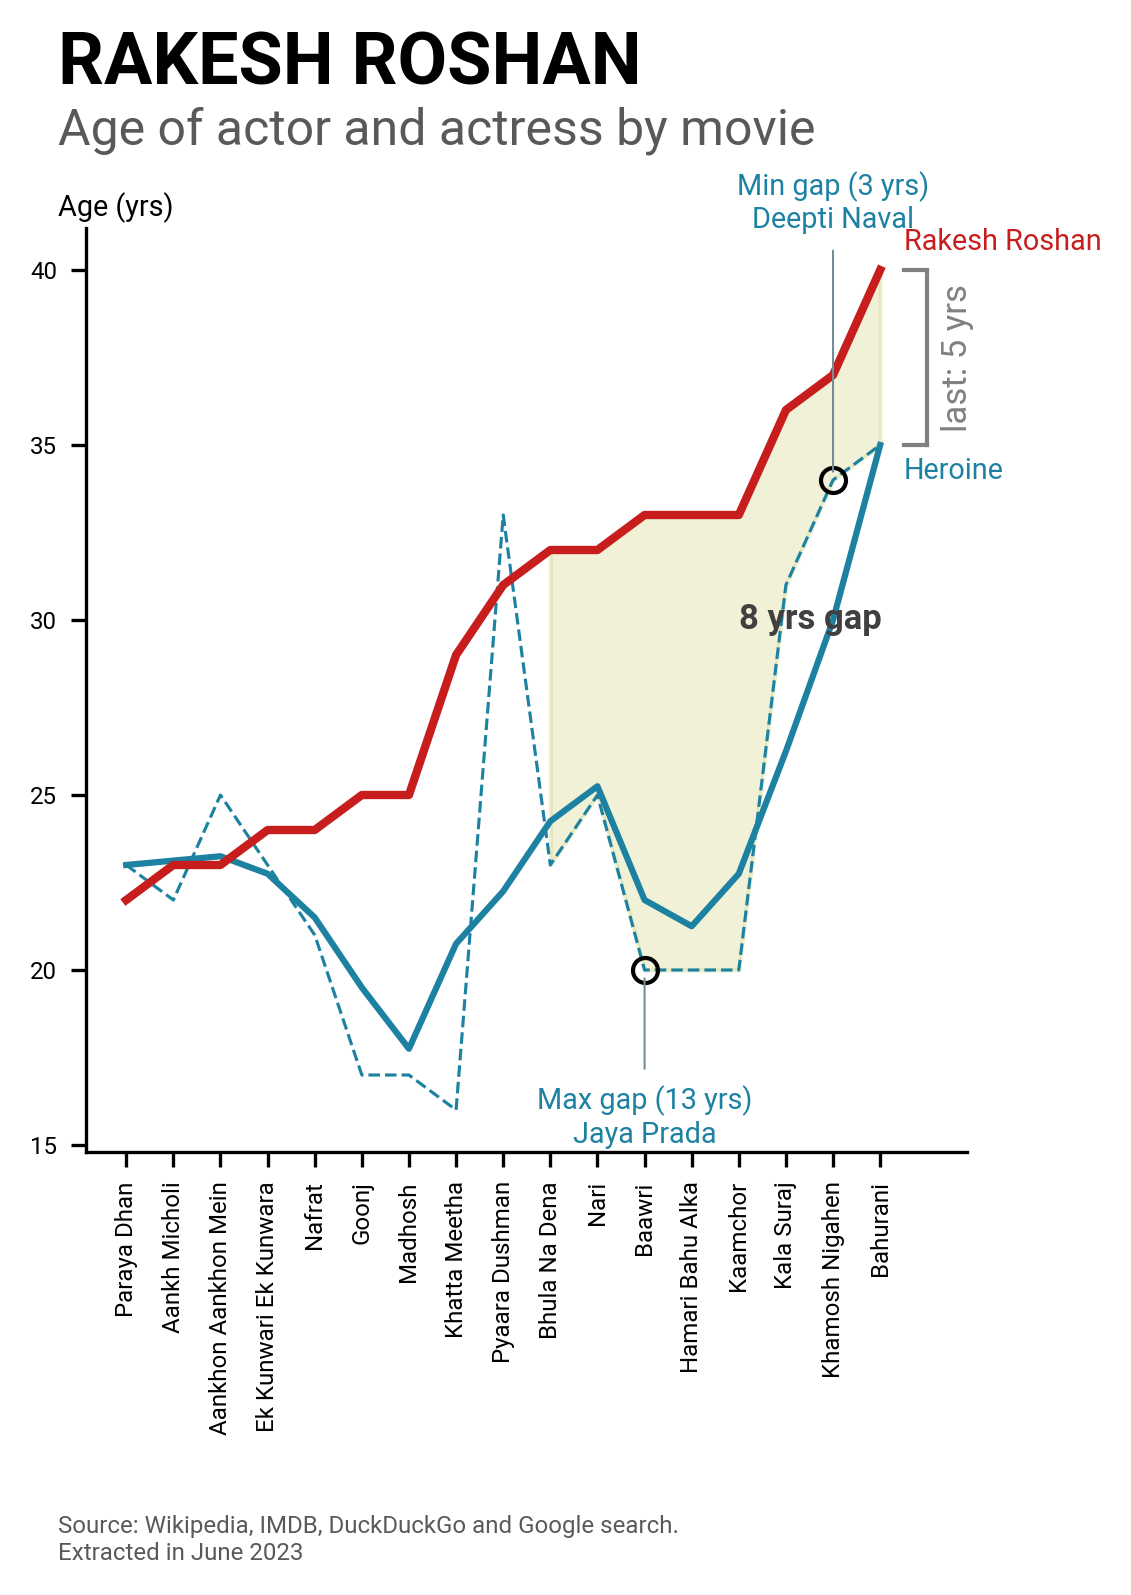 RAKESH ROSHAN
Age of actor and actress by movie
Min gap (3 yrs)
Deepti Naval
Age (yrs)
Rakesh Roshan
40
last: 5 yrs
35
Heroine
30
8 yrs gap
25
20
Max gap (13 yrs)
Jaya Prada
15
Paraya Dhan
Aankh Micholi
Aankhon Aankhon Mein
Ek Kunwari Ek Kunwara
Nafrat
Goonj
Madhosh
Khatta Meetha
Pyaara Dushman
Bhula Na Dena
Nari
Baawri
Hamari Bahu Alka
Kaamchor
Kala Suraj
Khamosh Nigahen
Bahurani
Source: Wikipedia, IMDB, DuckDuckGo and Google search.
Extracted in June 2023